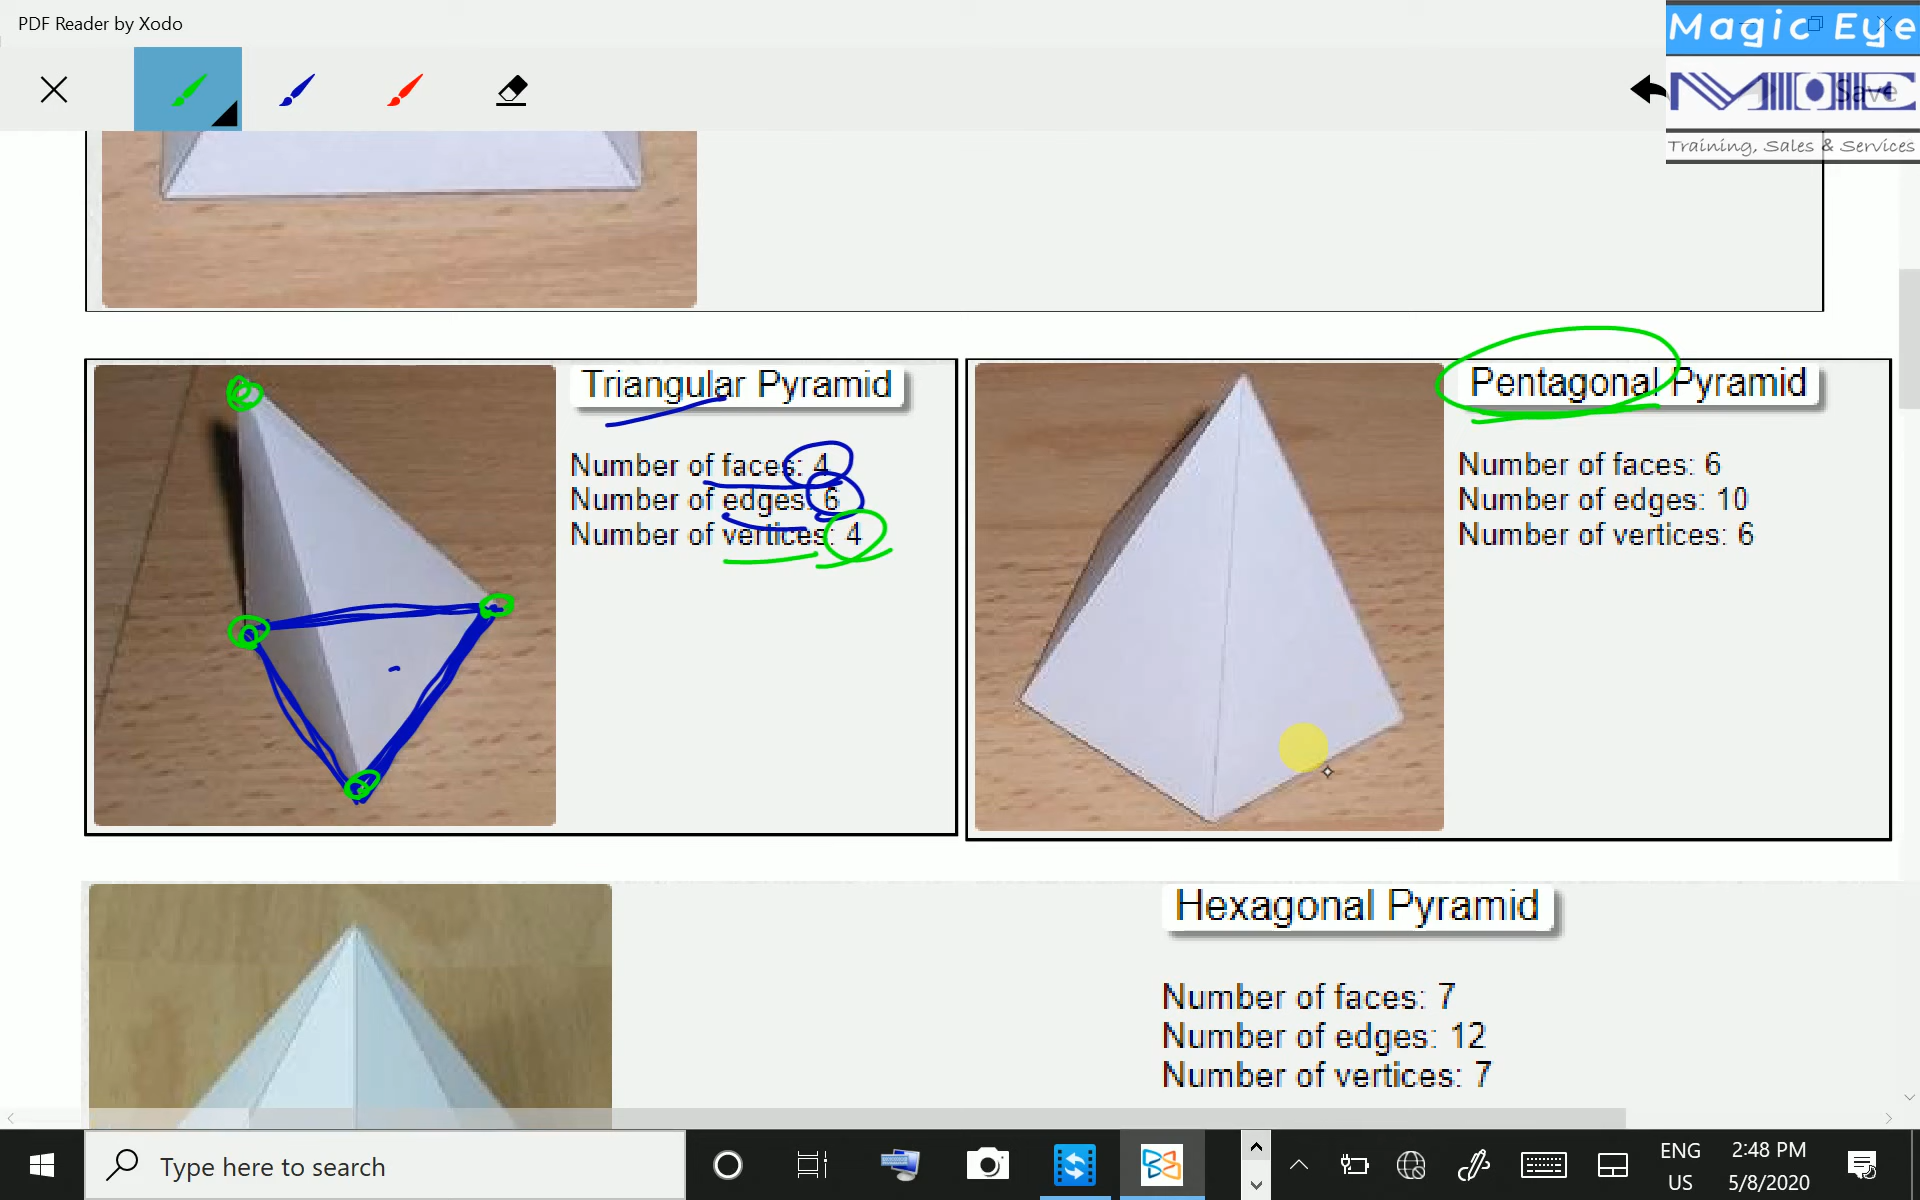 PDF Reader by Xodo
Magic Eye
Save
Training, Sales & Services
Triangular Pyramid
Number of faces: 4
Number of edges: 6
Number of vertices: 4
Pentagonal Pyramid
Number of faces: 6
Number of edges: 10
Number of vertices: 6
Hexagonal Pyramid
Number of faces: 7
Number of edges: 12
Number of vertices: 7
Type here to search
ENG
US
2:48 PM
5/8/2020